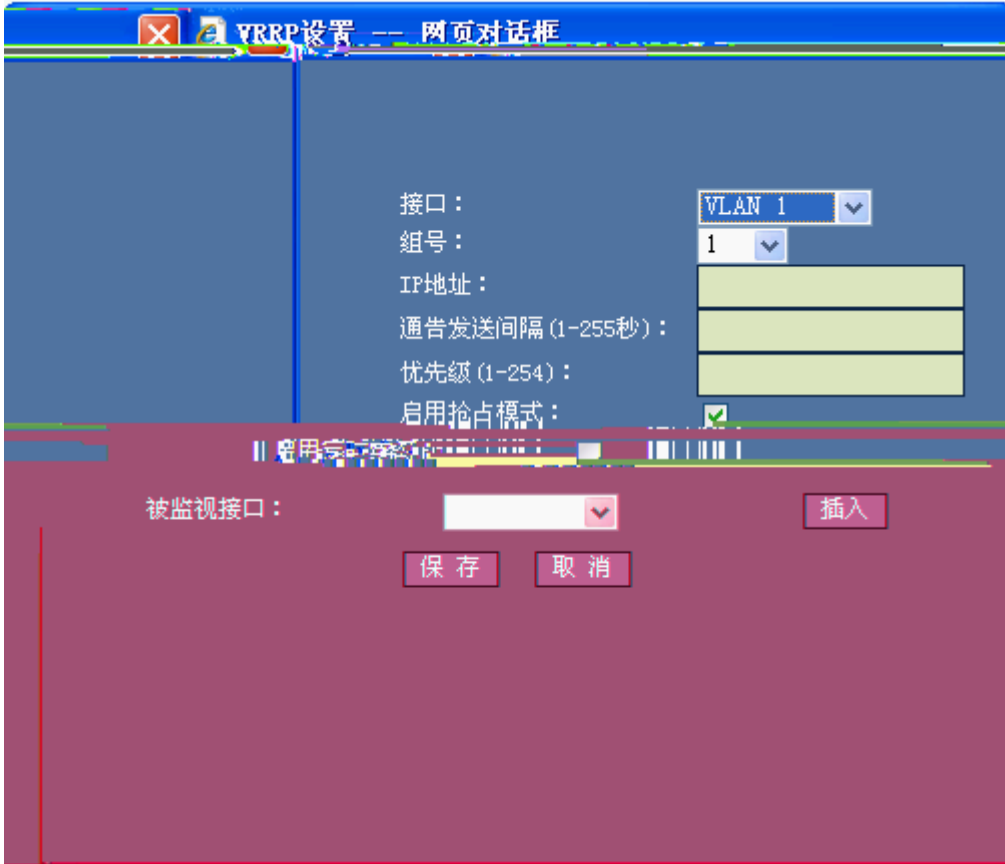 VRRP设置 -- 网页对话框
接口：
VLAN 1
组号：
1
IP地址：
通告发送间隔(1-255秒)：
优先级(1-254)：
启用抢占模式：
启用
被监视接口：
插入
保 存
取 消